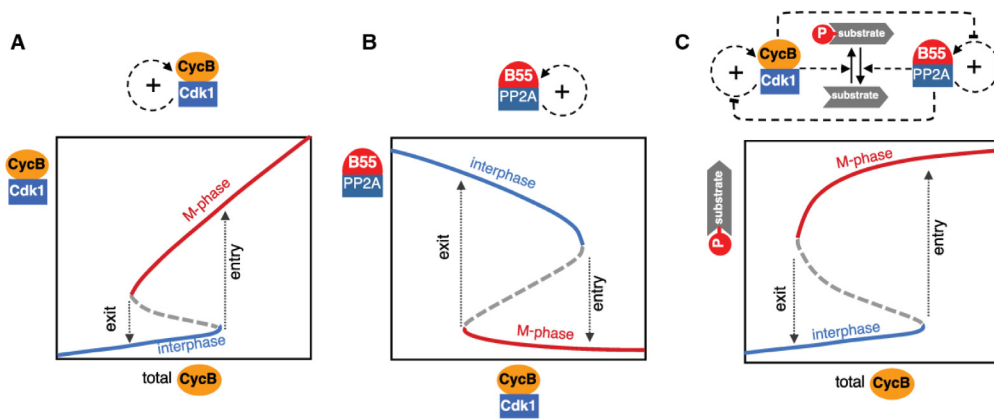 A
+
CycB
Cdk1
CycB
Cdk1
M-phase
exit
entry
interphase
total CycB
B
B55
PP2A
+
B55
PP2A
interphase
exit
entry
M-phase
CycB
Cdk1
C
P substrate
+
CycB
Cdk1
B55
PP2A
+
substrate
P substrate
M-phase
exit
entry
interphase
total CycB